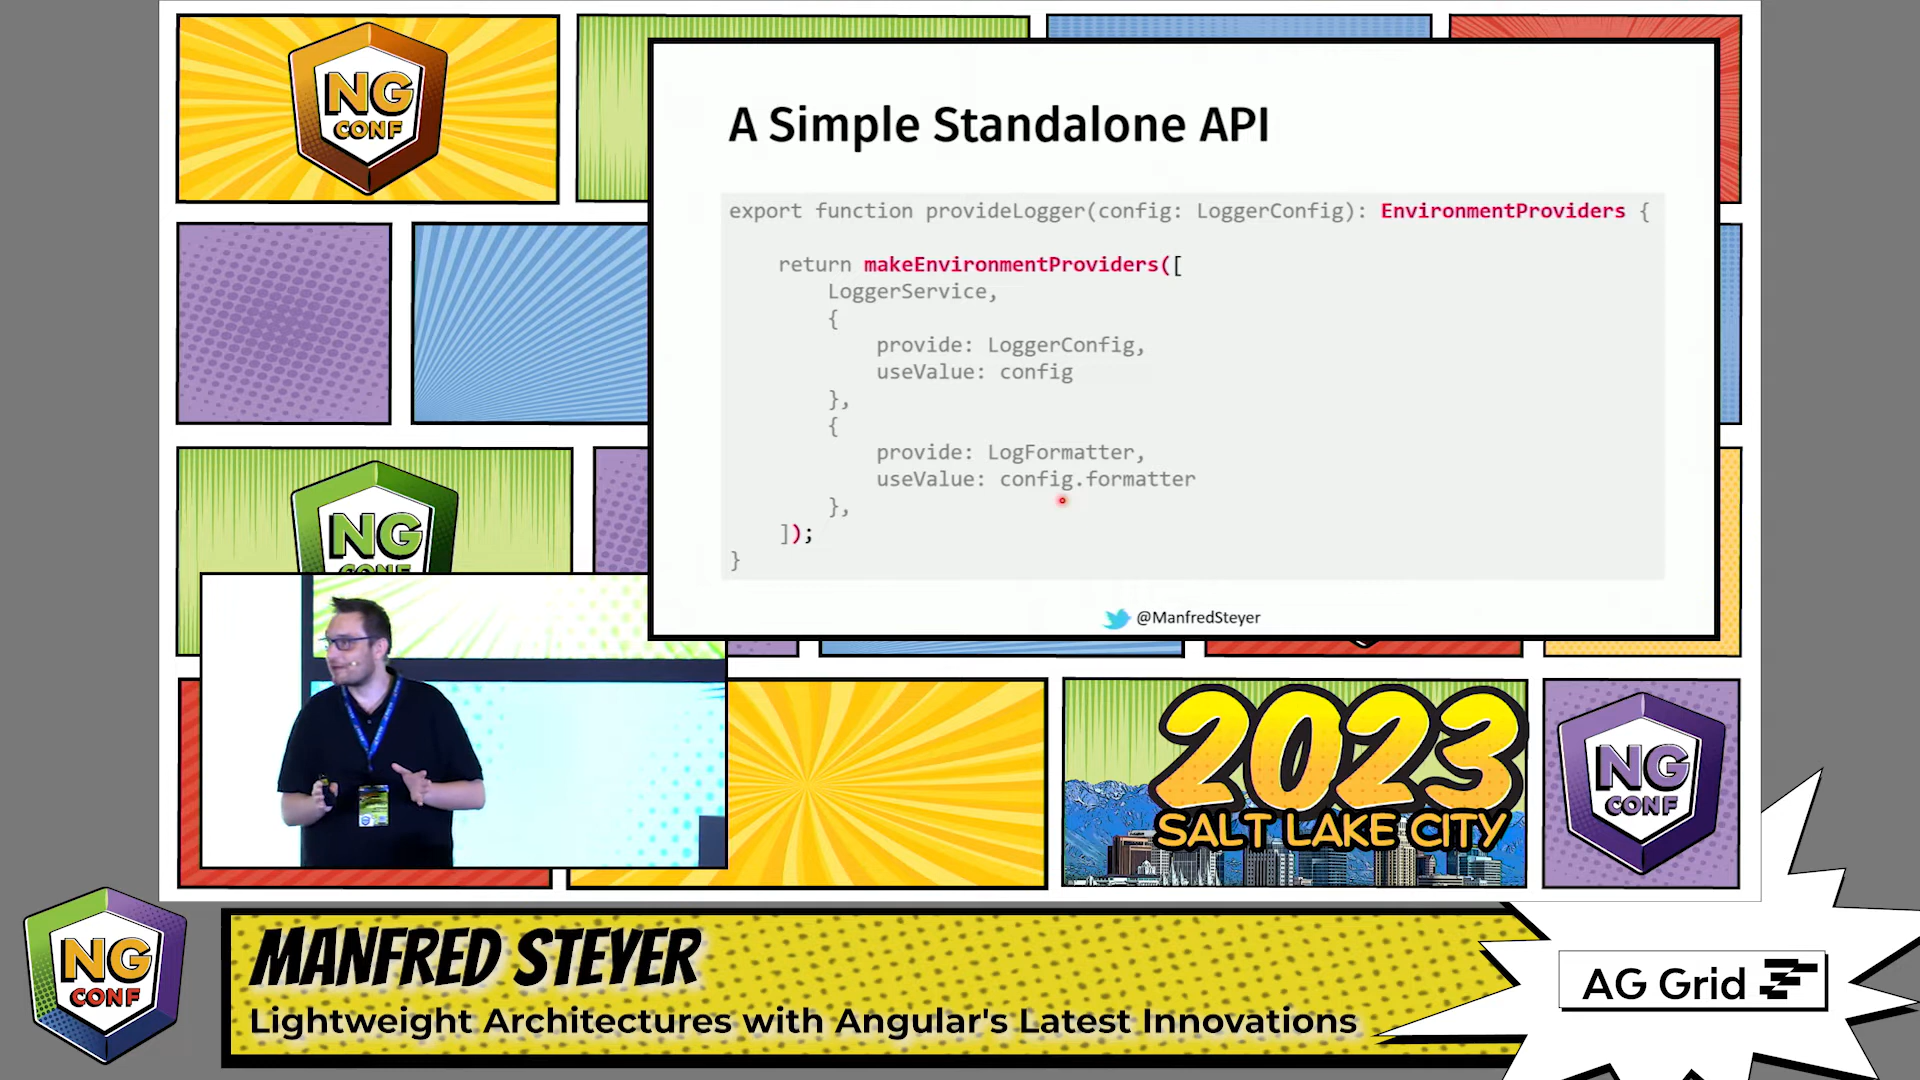 NG
CONF
A Simple Standalone API
export function provideLogger(config: LoggerConfig): EnvironmentProviders {
return makeEnvironmentProviders([
LoggerService,
{
provide: LoggerConfig,
useValue: config
},
{
provide: LogFormatter,
useValue: config.formatter
},
]);
}
@ManfredSteyer
NG
CONF
2023
SALT LAKE CITY
NG
CONF
NG
CONF
MANFRED STEYER
Lightweight Architectures with Angular's Latest Innovations
AG Grid